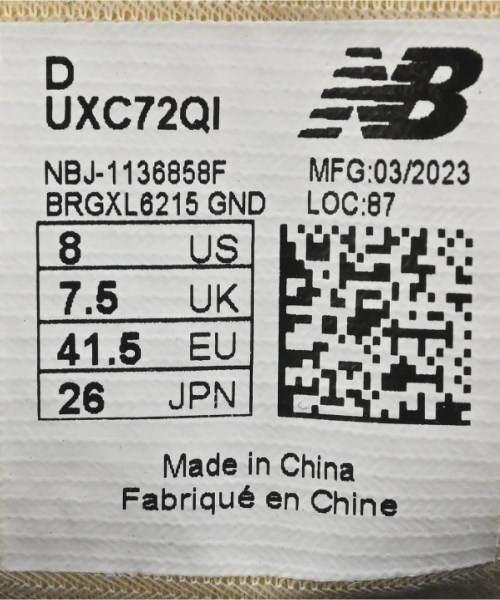 D
UXC72QI
NB
NBJ-1136858F
MFG:03/2023
BRGXL6215 GND
LOC:87
8 US
7.5 UK
41.5 EU
26 JPN
Made in China
Fabriqué en Chine